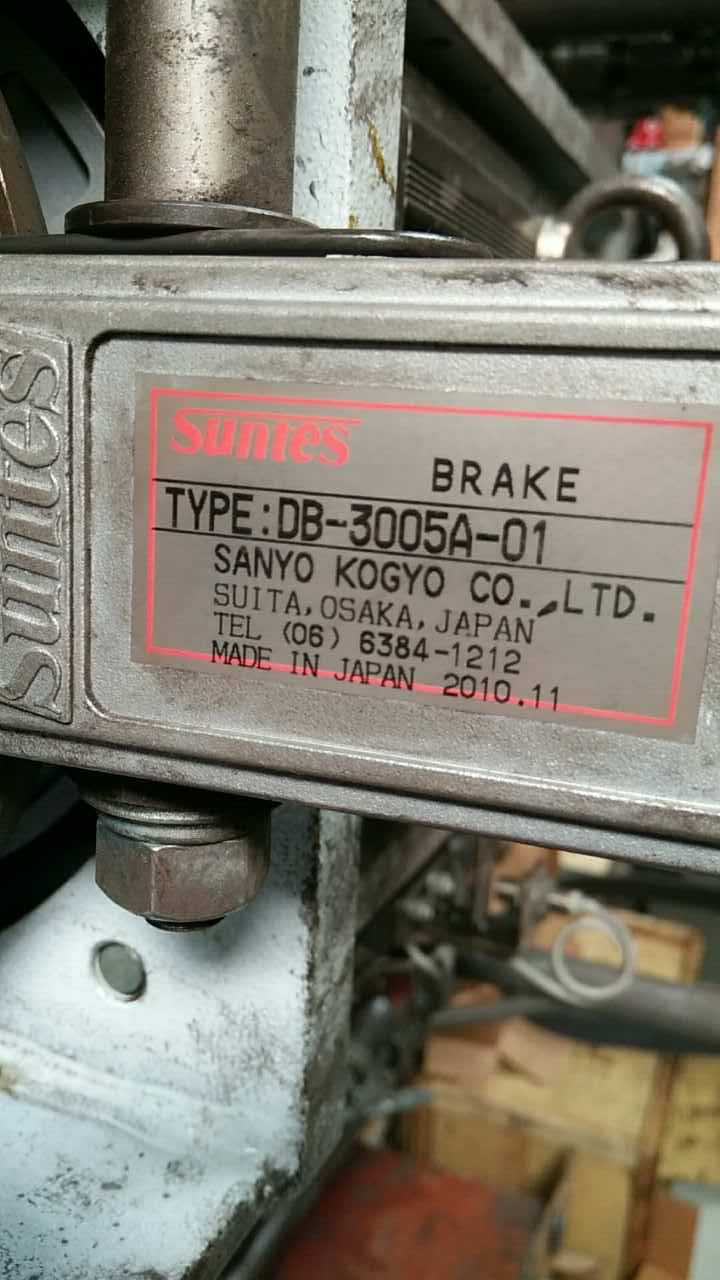 Suntes
Suntes
BRAKE
TYPE:DB-3005A-01
SANYO KOGYO CO.,LTD.
SUITA,OSAKA,JAPAN
TEL (06) 6384-1212
MADE IN JAPAN 2010.11